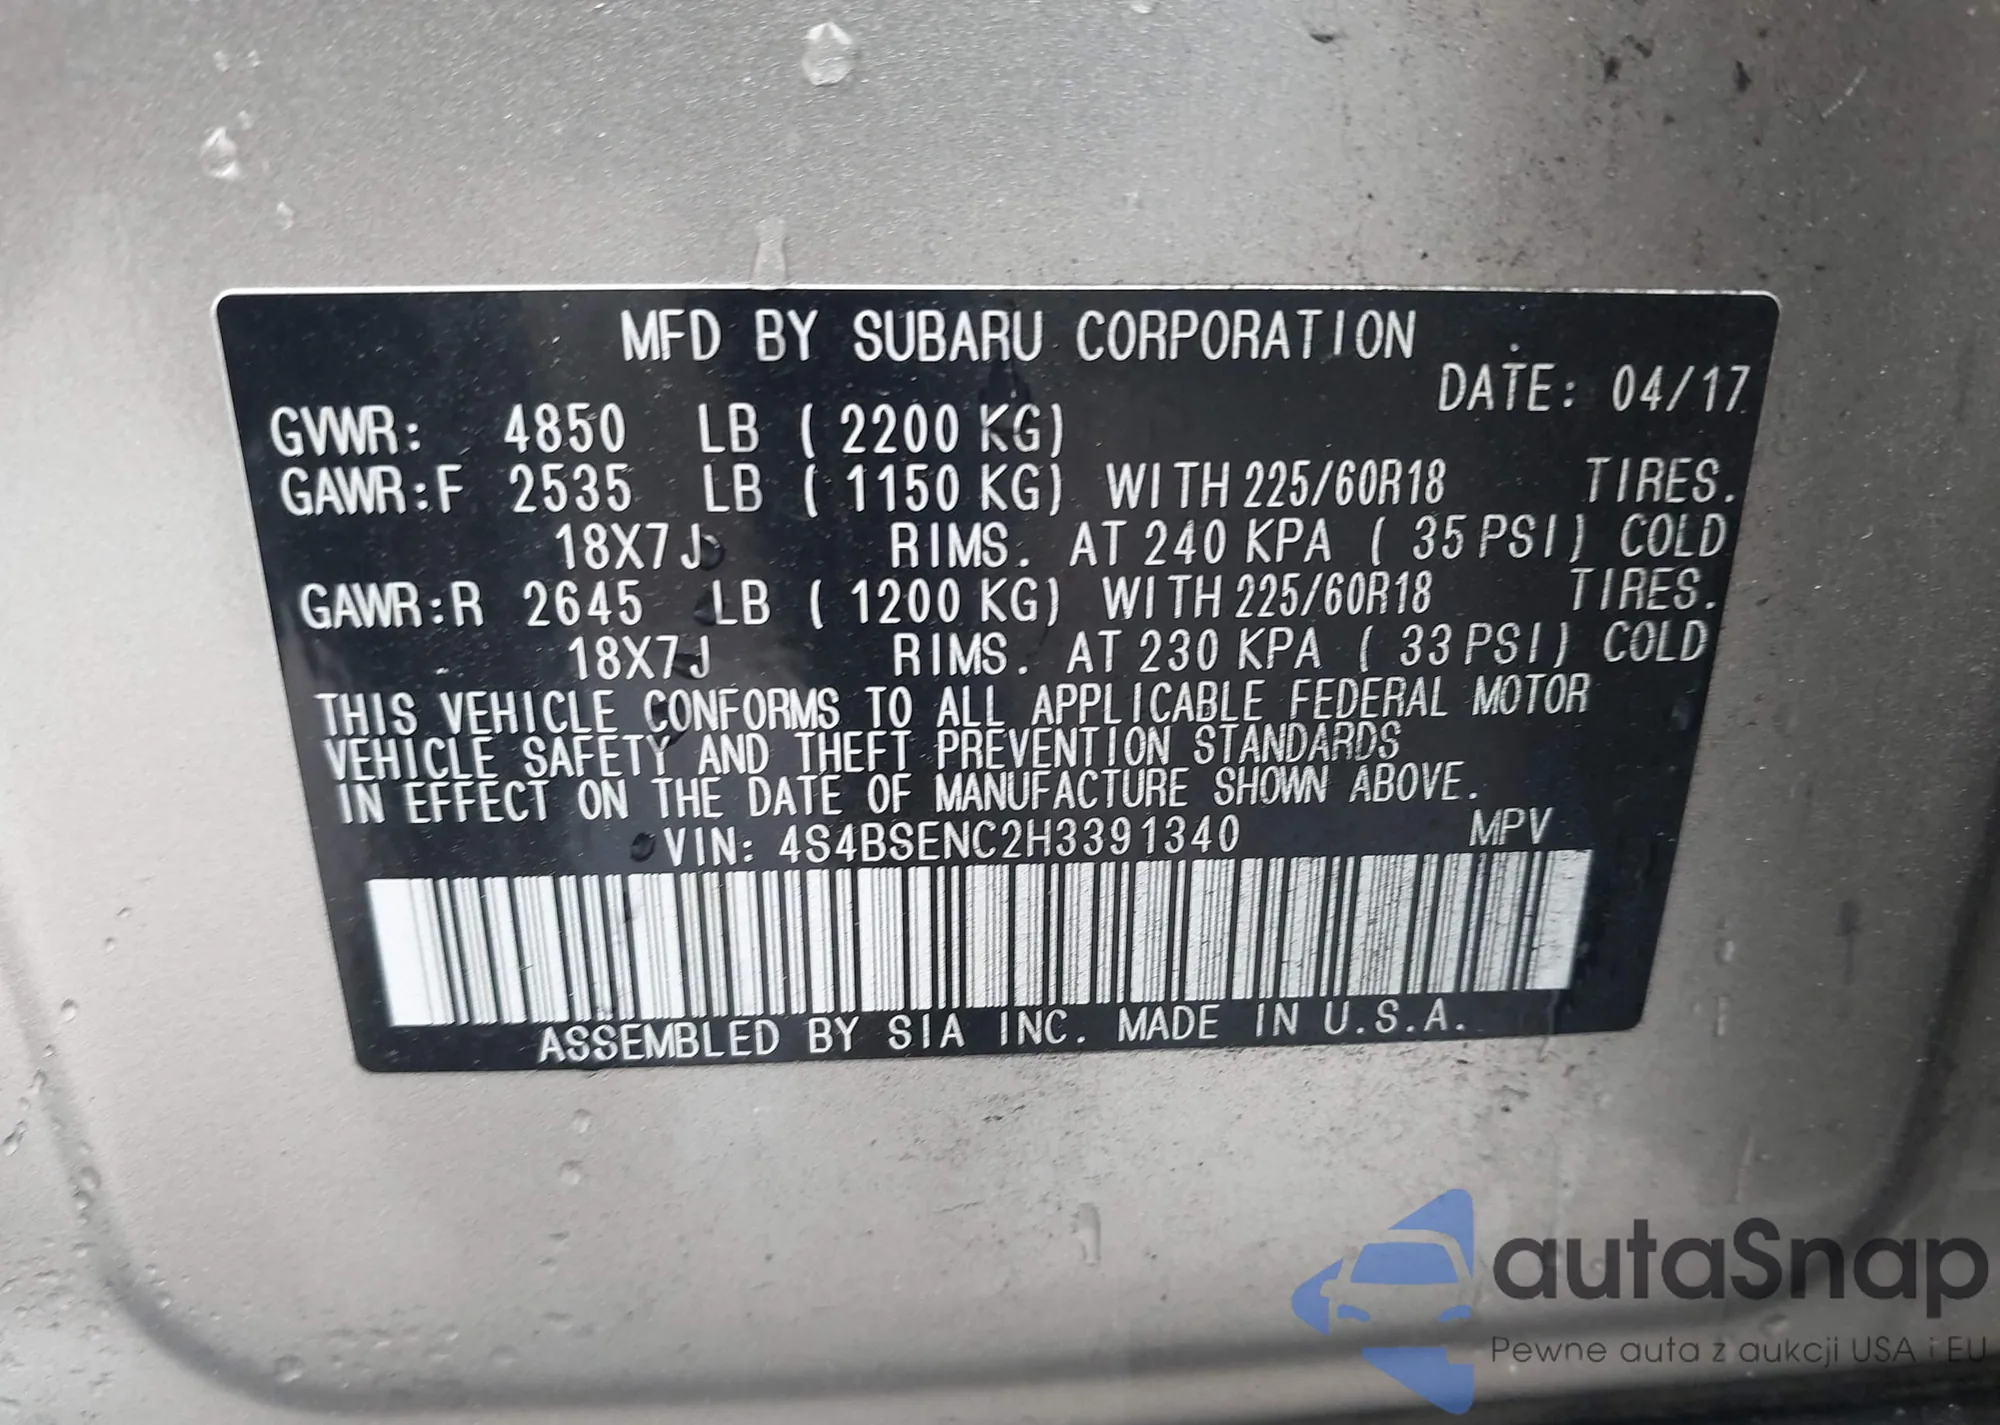 MFD BY SUBARU CORPORATION
DATE: 04/17
GVWR: 4850 LB ( 2200 KG)
GAWR:F 2535 LB ( 1150 KG) WITH 225/60R18 TIRES.
18X7J RIMS. AT 240 KPA ( 35 PSI) COLD
GAWR:R 2645 LB ( 1200 KG) WITH 225/60R18 TIRES.
18X7J RIMS. AT 230 KPA ( 33 PSI) COLD
THIS VEHICLE CONFORMS TO ALL APPLICABLE FEDERAL MOTOR
VEHICLE SAFETY AND THEFT PREVENTION STANDARDS
IN EFFECT ON THE DATE OF MANUFACTURE SHOWN ABOVE.
VIN: 4S4BSENC2H3391340 MPV
ASSEMBLED BY SIA INC. MADE IN U.S.A.
autaSnap
Pewne auta z aukcji USA i EU